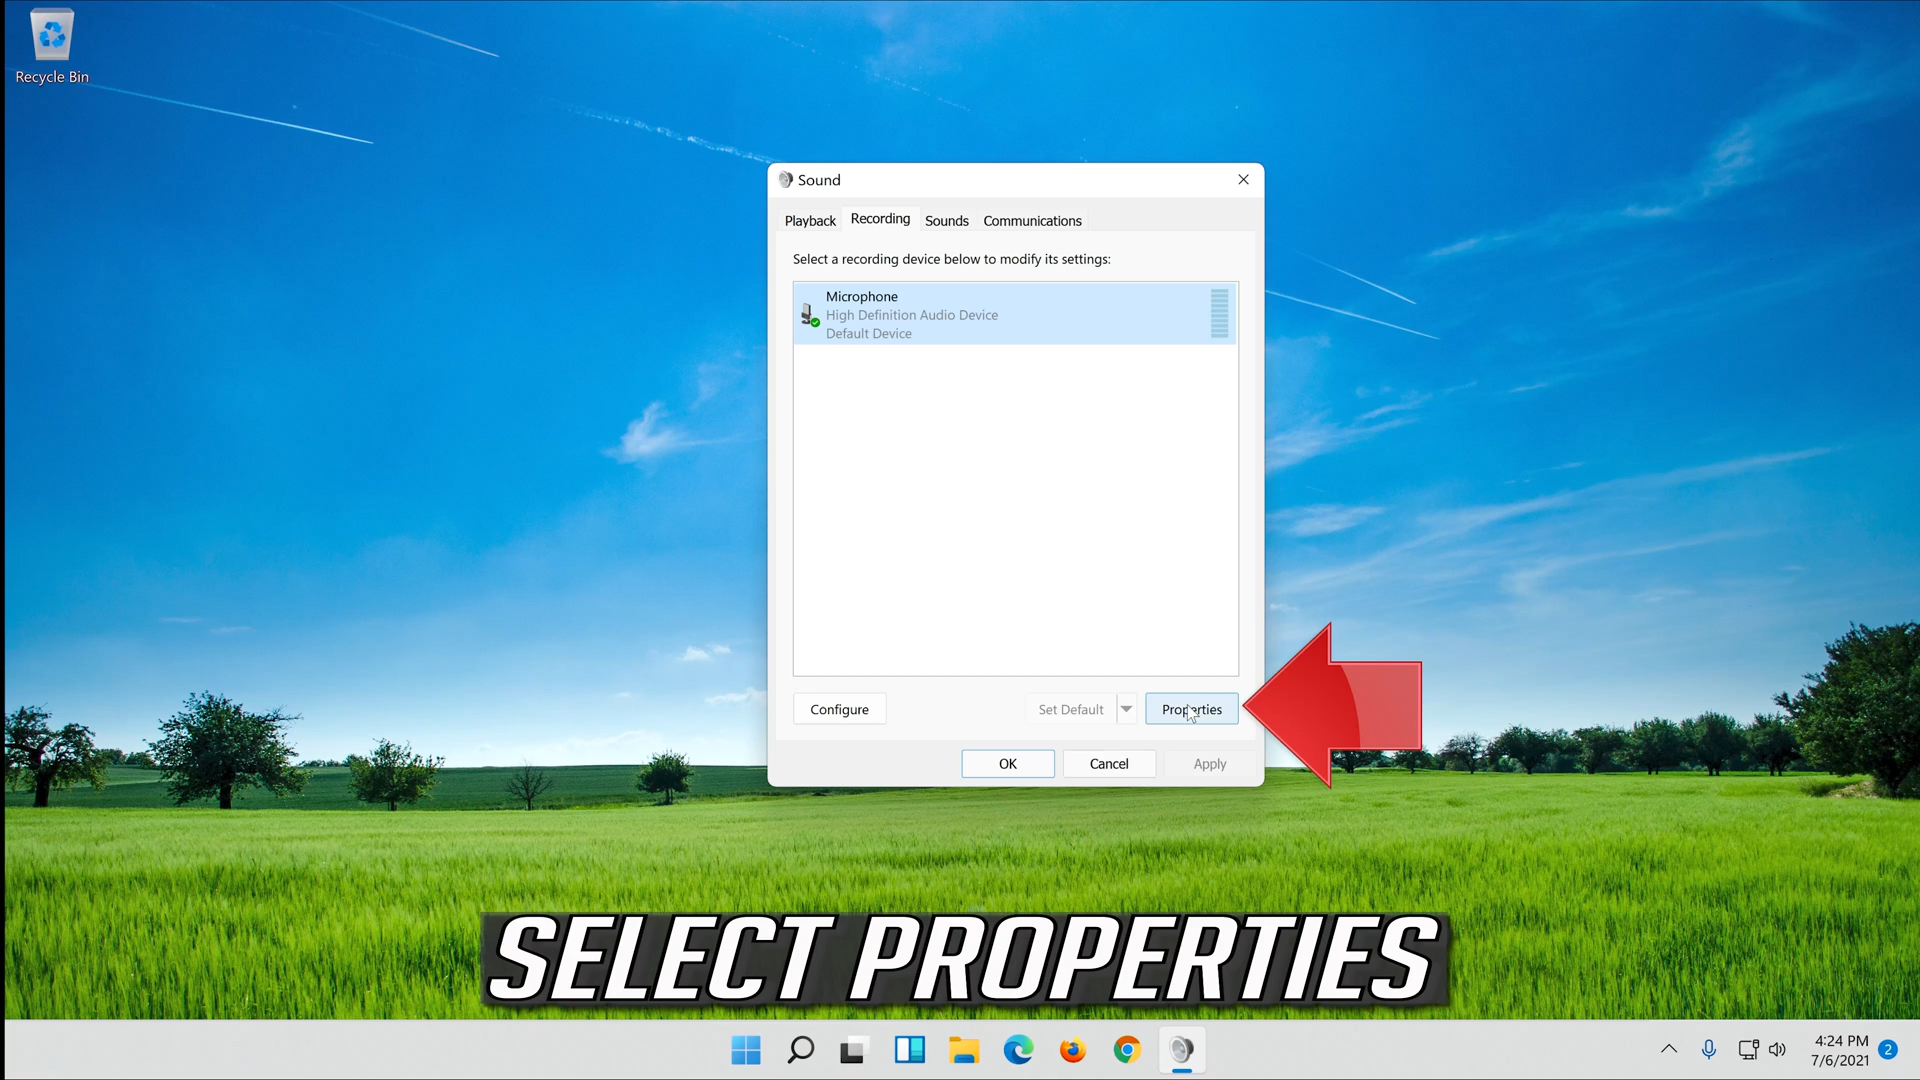 Recycle Bin
Sound
Playback Recording Sounds Communications
Select a recording device below to modify its settings:
Microphone
High Definition Audio Device
Default Device
Configure Set Default Properties
OK Cancel Apply
SELECT PROPERTIES
4:24 PM
7/6/2021
2